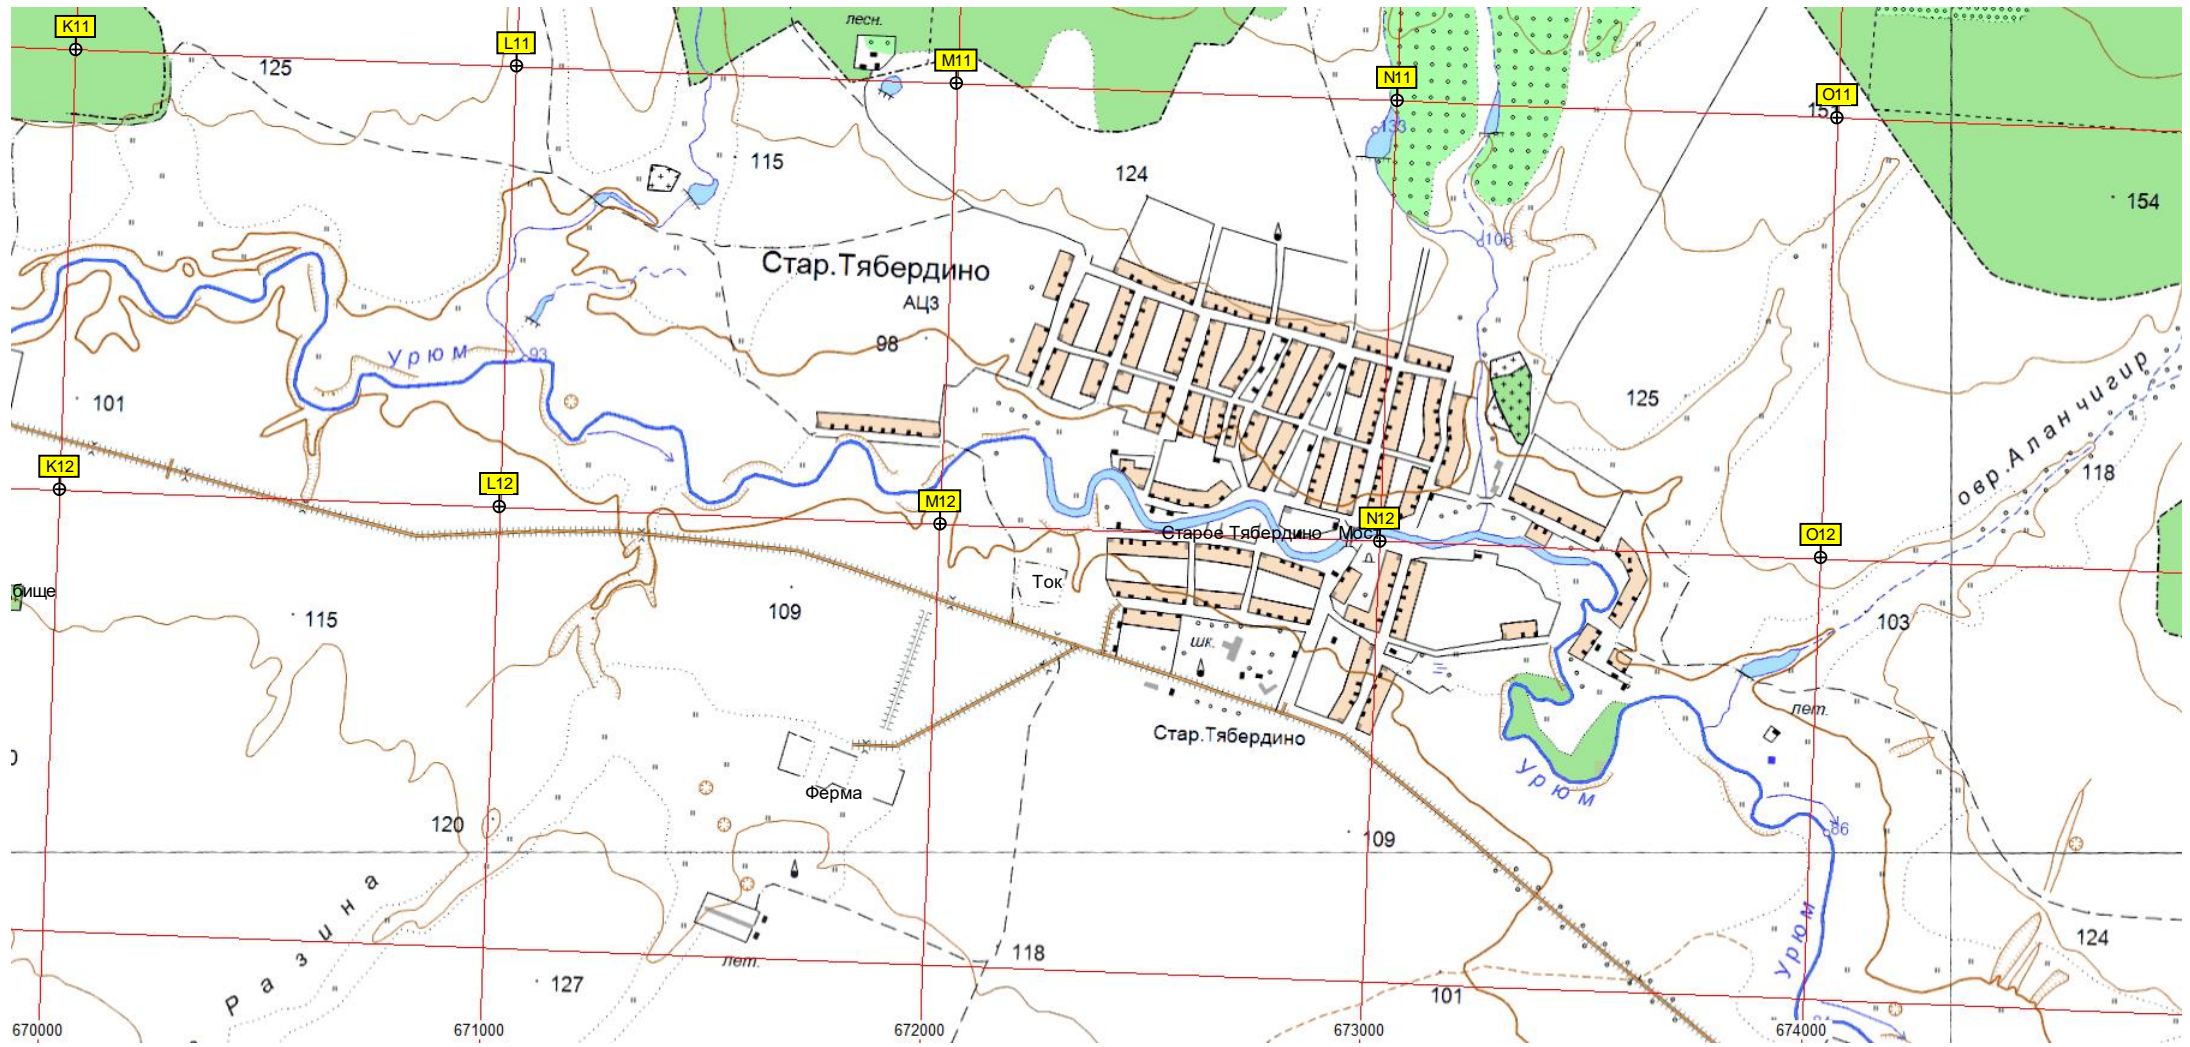 K11
лесн.
L11
M11
N11
O11
125
115
124
133
154
106
Стар.Тябердино
АЦЗ
98
Урюм
93
101
125
овр.Аланчигир
118
K12
L12
M12
N12
O12
Старое Тябердино
Мост
Ток
бище
115
109
103
шк.
лет.
Стар.Тябердино
Урюм
Ферма
120
109
86
Разина
118
124
лет.
127
101
Урюм
670000
671000
672000
673000
674000